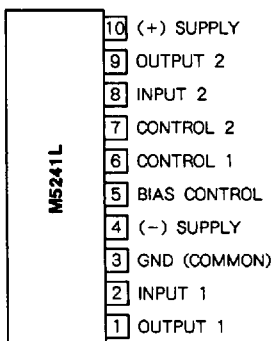 10 (+) SUPPLY
9 OUTPUT 2
8 INPUT 2
7 CONTROL 2
6 CONTROL 1
5 BIAS CONTROL
4 (−) SUPPLY
3 GND (COMMON)
2 INPUT 1
1 OUTPUT 1
M5241L